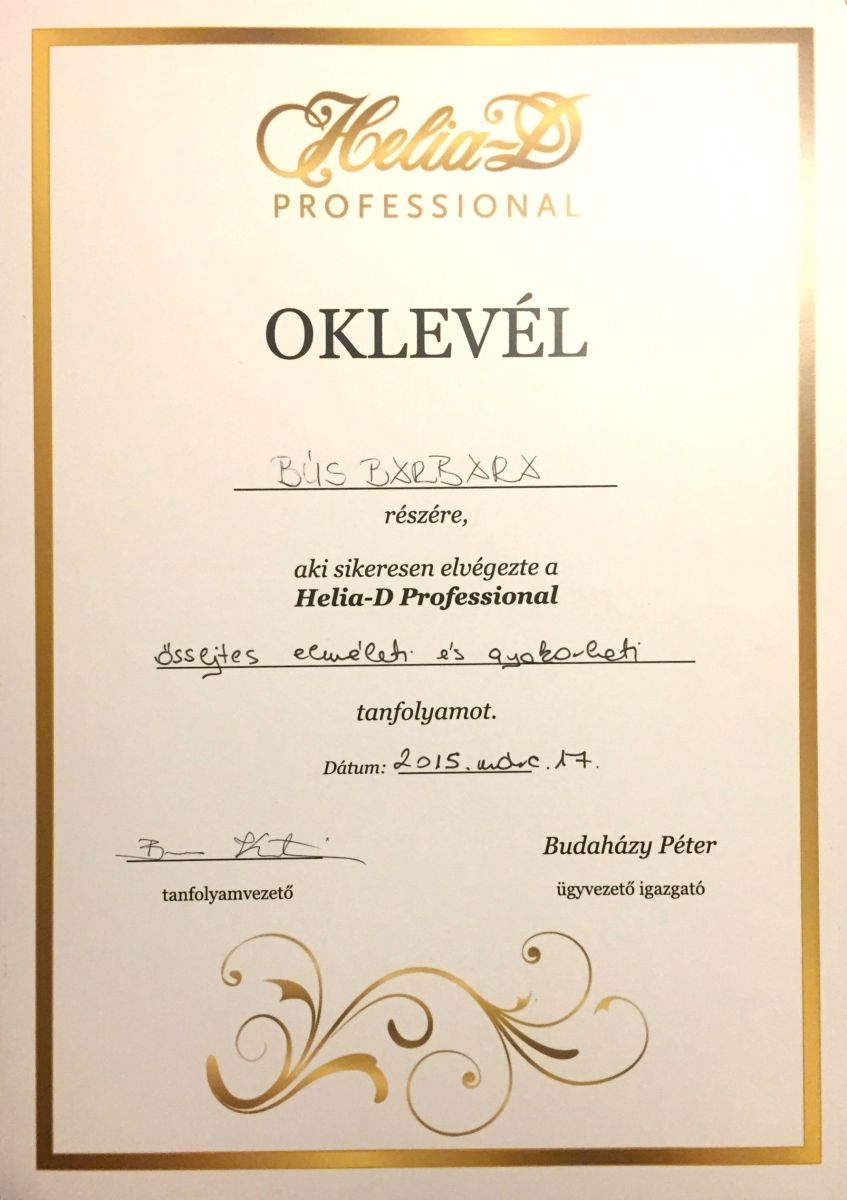 Helia-D
PROFESSIONAL
OKLEVÉL
BÚS BARBARA
részére,
aki sikeresen elvégezte a
Helia-D Professional
őssejtes elméleti és gyakorlati
tanfolyamot.
Dátum: 2015. márc. 17.
Budaházy Péter
tanfolyamvezető
ügyvezető igazgató